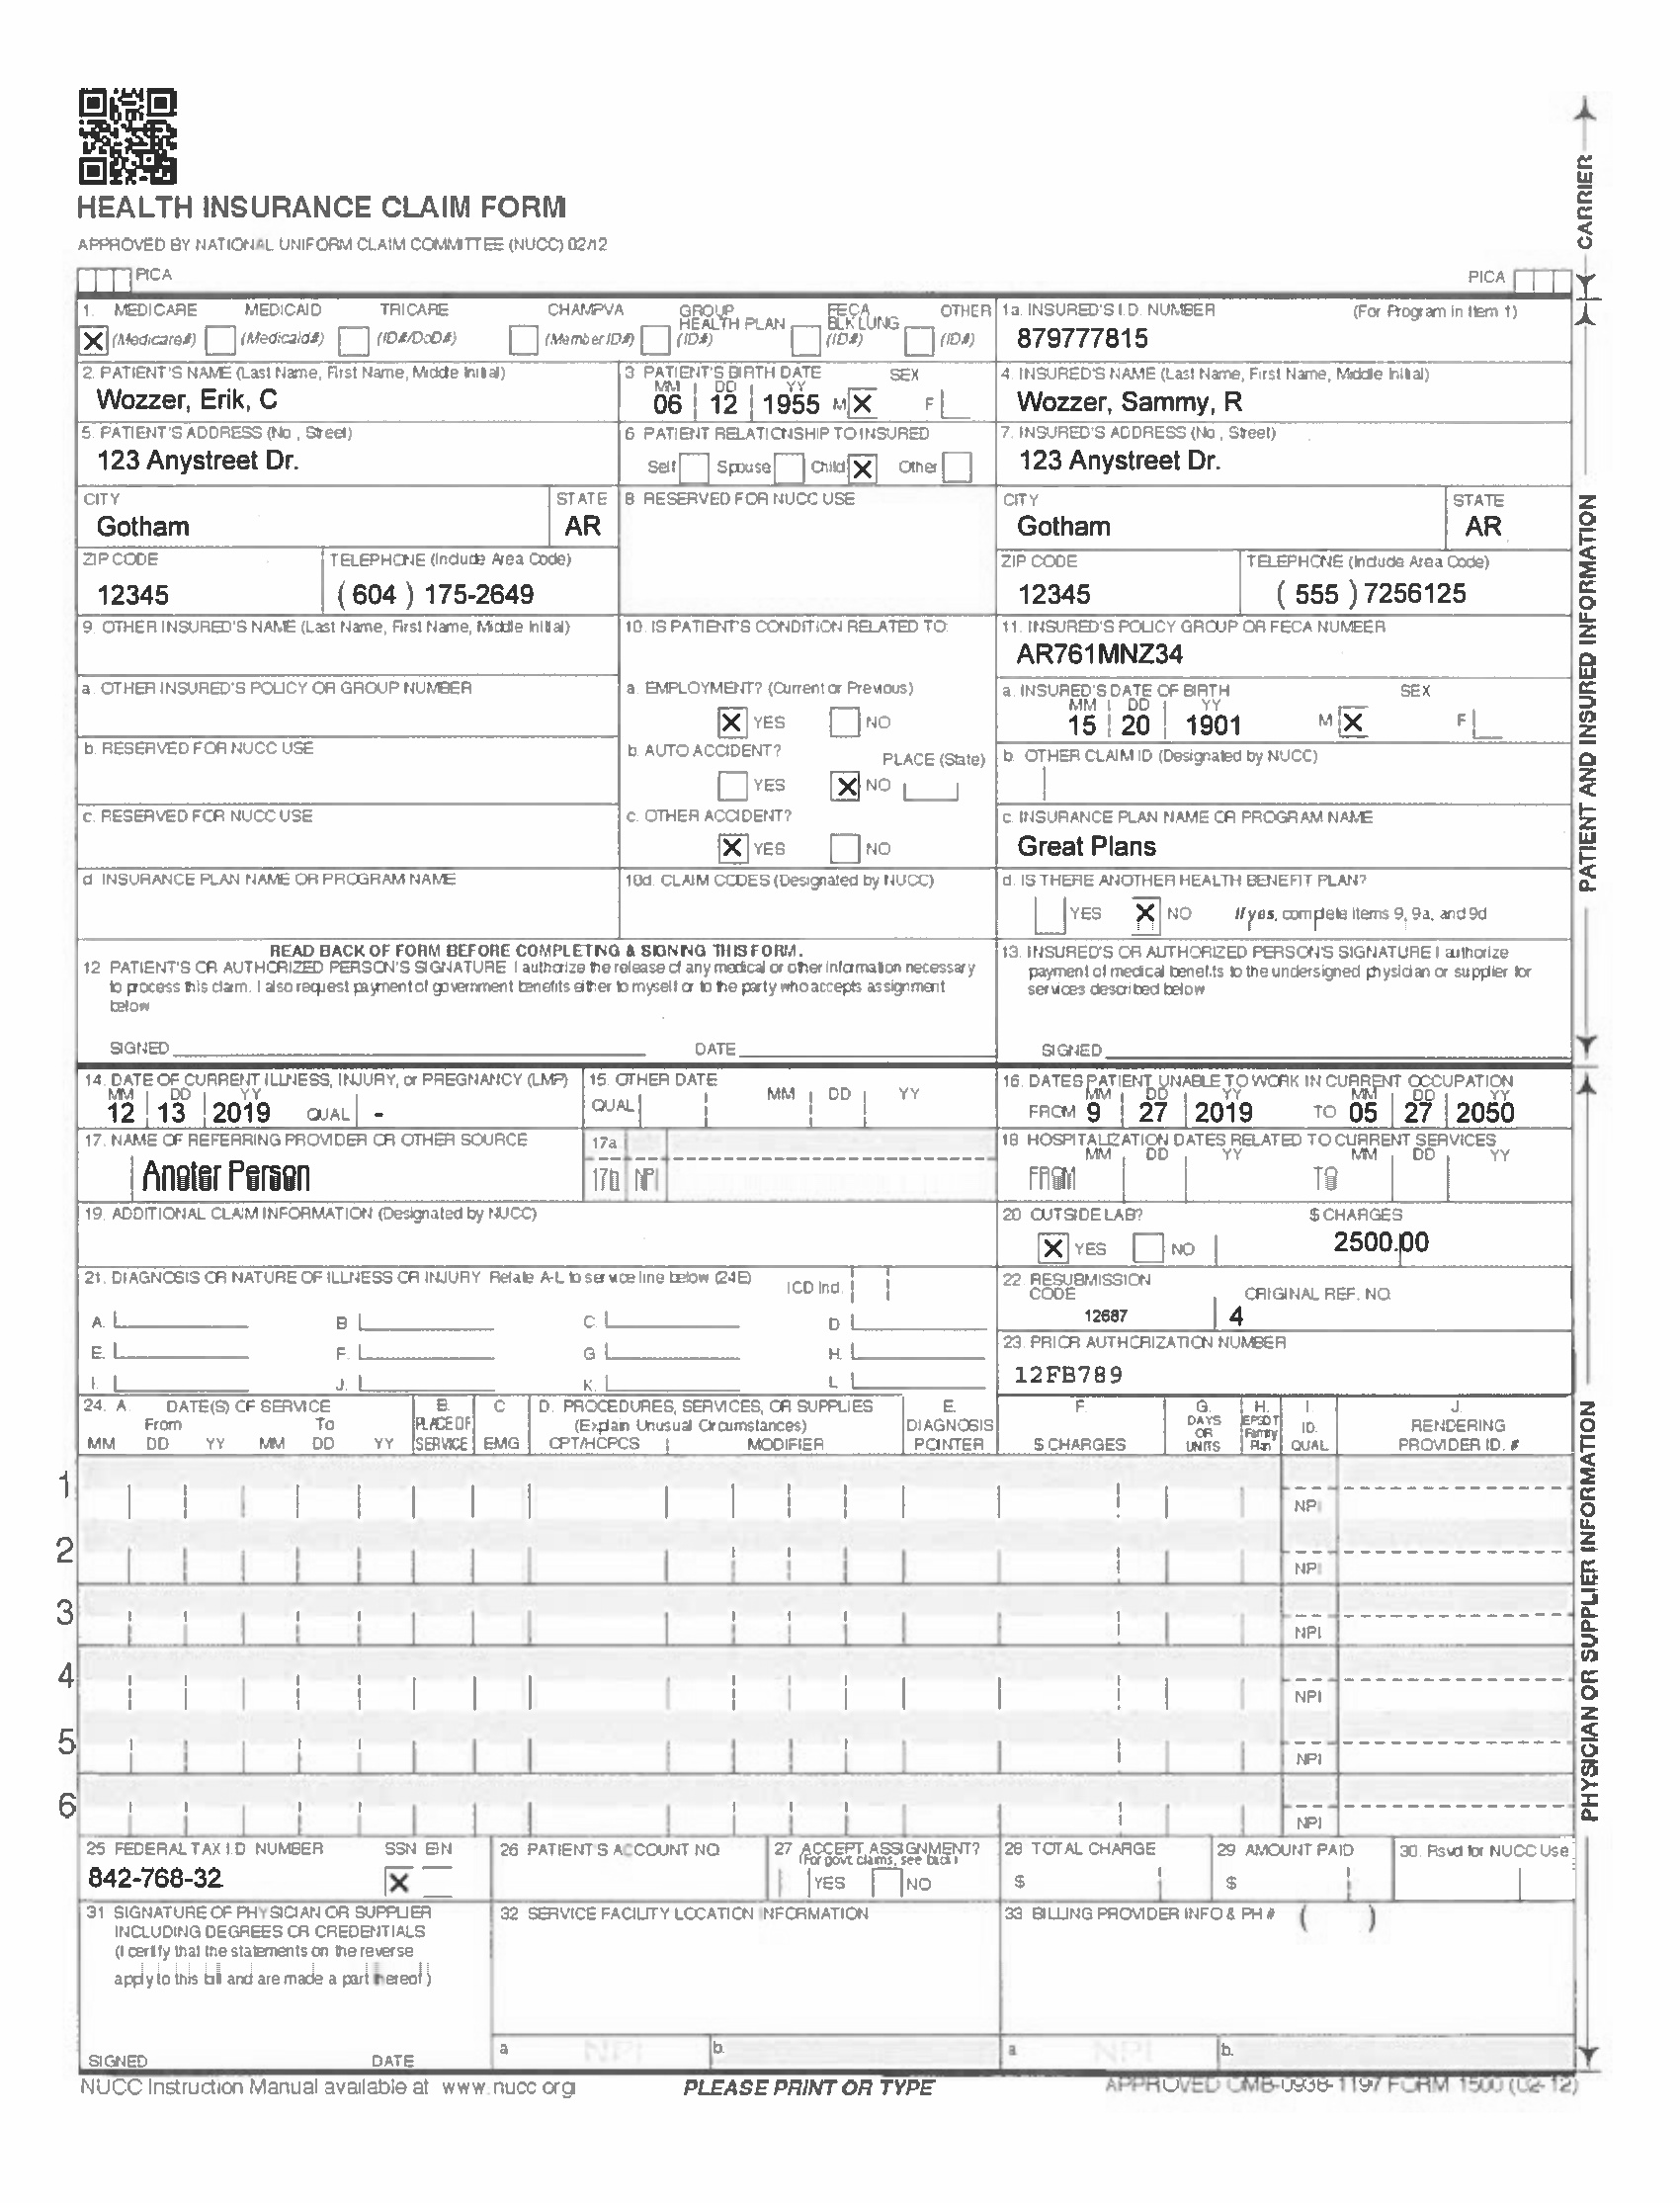 HEALTH INSURANCE CLAIM FORM
APPROVED BY NATIONAL UNIFORM CLAIM COMMITTEE (NUCC) 02/12
PICA
PICA
CARRIER
1. MEDICARE MEDICAID TRICARE CHAMPVA GROUP HEALTH PLAN FECA BLK LUNG OTHER
X (Medicare#) (Medicaid#) (ID#/DoD#) (Member ID#) (ID#) (ID#) (ID#)
1a. INSURED'S I.D. NUMBER (For Program in Item 1)
879777815
2. PATIENT'S NAME (Last Name, First Name, Middle Initial)
Wozzer, Erik, C
3 PATIENT'S BIRTH DATE SEX
MM DD YY
06 12 1955 M X F
4. INSURED'S NAME (Last Name, First Name, Middle Initial)
Wozzer, Sammy, R
5. PATIENT'S ADDRESS (No., Street)
123 Anystreet Dr.
6 PATIENT RELATIONSHIP TO INSURED
Self Spouse Child X Other
7. INSURED'S ADDRESS (No., Street)
123 Anystreet Dr.
CITY STATE
Gotham AR
8 RESERVED FOR NUCC USE
CITY STATE
Gotham AR
ZIP CODE TELEPHONE (Include Area Code)
12345 ( 604 ) 175-2649
ZIP CODE TELEPHONE (Include Area Code)
12345 ( 555 ) 7256125
9. OTHER INSURED'S NAME (Last Name, First Name, Middle Initial)
10. IS PATIENT'S CONDITION RELATED TO:
11. INSURED'S POLICY GROUP OR FECA NUMBER
AR761MNZ34
a. OTHER INSURED'S POLICY OR GROUP NUMBER
a. EMPLOYMENT? (Current or Previous)
X YES NO
a. INSURED'S DATE OF BIRTH SEX
MM DD YY
15 20 1901 M X F
b. RESERVED FOR NUCC USE
b. AUTO ACCIDENT? PLACE (State)
YES X NO
b. OTHER CLAIM ID (Designated by NUCC)
c. RESERVED FOR NUCC USE
c. OTHER ACCIDENT?
X YES NO
c. INSURANCE PLAN NAME OR PROGRAM NAME
Great Plans
d INSURANCE PLAN NAME OR PROGRAM NAME
10d. CLAIM CODES (Designated by NUCC)
d. IS THERE ANOTHER HEALTH BENEFIT PLAN?
YES X NO If yes, complete items 9, 9a, and 9d
PATIENT AND INSURED INFORMATION
READ BACK OF FORM BEFORE COMPLETING & SIGNING THIS FORM.
12 PATIENT'S OR AUTHORIZED PERSON'S SIGNATURE I authorize the release of any medical or other information necessary
to process this claim. I also request payment of government benefits either to myself or to the party who accepts assignment
below
SIGNED DATE
13. INSURED'S OR AUTHORIZED PERSON'S SIGNATURE I authorize
payment of medical benefits to the undersigned physician or supplier for
services described below
SIGNED
14. DATE OF CURRENT ILLNESS, INJURY, or PREGNANCY (LMP)
MM DD YY
12 13 2019 QUAL -
15. OTHER DATE
QUAL MM DD YY
16. DATES PATIENT UNABLE TO WORK IN CURRENT OCCUPATION
MM DD YY MM DD YY
FROM 9 27 2019 TO 05 27 2050
17. NAME OF REFERRING PROVIDER OR OTHER SOURCE
Anoter Person
17a
17b NPI
18 HOSPITALIZATION DATES RELATED TO CURRENT SERVICES
MM DD YY MM DD YY
FROM TO
19. ADDITIONAL CLAIM INFORMATION (Designated by NUCC)
20 OUTSIDE LAB? $ CHARGES
X YES NO 2500.00
21. DIAGNOSIS OR NATURE OF ILLNESS OR INJURY Relate A-L to service line below (24E) ICD Ind.
A. B C. D.
E. F. G. H.
I. J. K. L.
22. RESUBMISSION CODE ORIGINAL REF. NO.
12687 4
23. PRIOR AUTHORIZATION NUMBER
12FB789
24. A. DATE(S) OF SERVICE B. C D. PROCEDURES, SERVICES, OR SUPPLIES E. F. G. H. I. J.
From To PLACE OF (Explain Unusual Circumstances) DIAGNOSIS DAYS OR UNITS EPSDT Family Plan ID. RENDERING
MM DD YY MM DD YY SERVICE EMG CPT/HCPCS MODIFIER POINTER $ CHARGES QUAL. PROVIDER ID. #
1 NPI
2 NPI
3 NPI
4 NPI
5 NPI
6 NPI
PHYSICIAN OR SUPPLIER INFORMATION
25 FEDERAL TAX I.D NUMBER SSN EIN
842-768-32 X
26 PATIENT'S ACCOUNT NO.
27 ACCEPT ASSIGNMENT?
(For govt. claims, see back)
YES NO
28 TOTAL CHARGE
$
29 AMOUNT PAID
$
30. Rsvd for NUCC Use
31 SIGNATURE OF PHYSICIAN OR SUPPLIER
INCLUDING DEGREES OR CREDENTIALS
(I certify that the statements on the reverse
apply to this bill and are made a part thereof)
SIGNED DATE
32 SERVICE FACILITY LOCATION INFORMATION
a NPI b.
33 BILLING PROVIDER INFO & PH # ( )
a NPI b.
NUCC Instruction Manual available at www.nucc.org
PLEASE PRINT OR TYPE
APPROVED OMB-0938-1197 FORM 1500 (02-12)